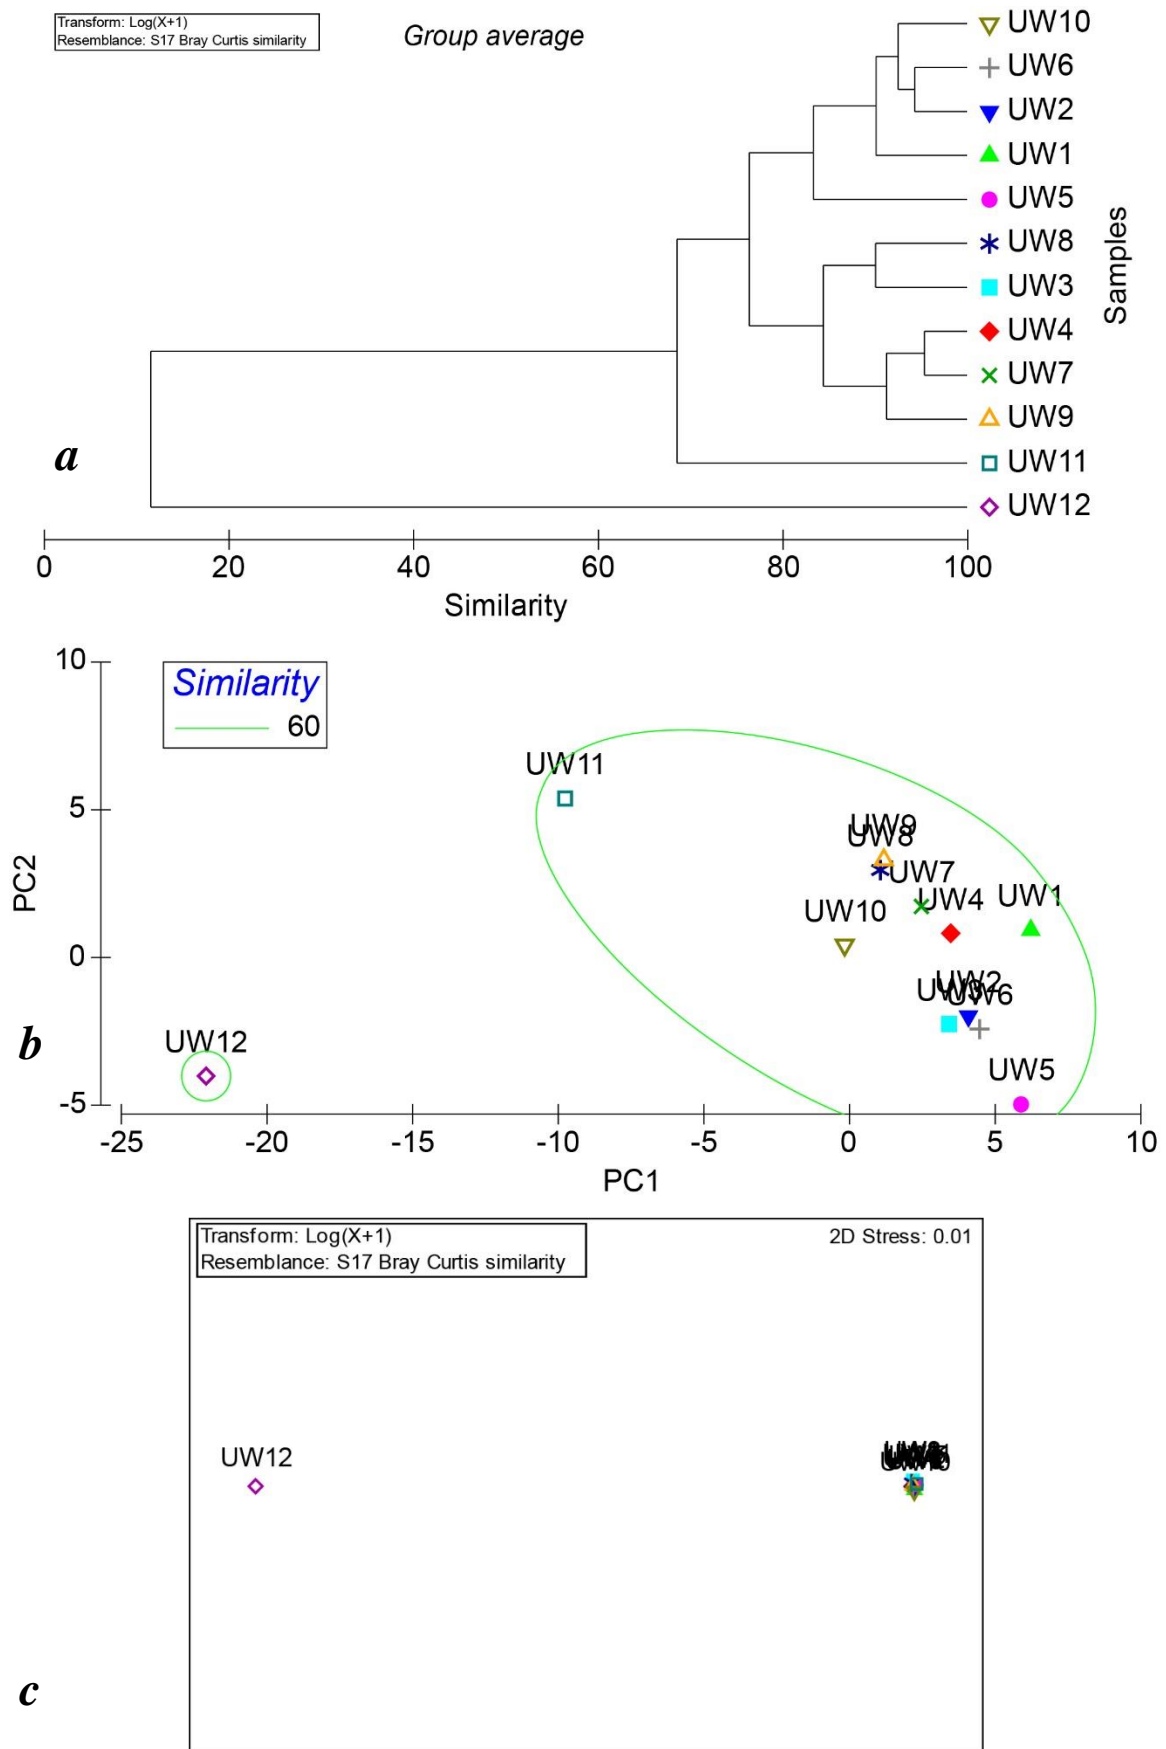 Transform: Log(X+1)
Resemblance: S17 Bray Curtis similarity
Group average
UW10
UW6
UW2
UW1
UW5
UW8
UW3
UW4
UW7
UW9
UW11
UW12
Samples
a
0 20 40 60 80 100
Similarity
10
5
0
-5
PC2
Similarity
60
UW11
UW9
UW8
UW7
UW4
UW1
UW10
UW2
UW3
UW6
UW5
UW12
b
-25 -20 -15 -10 -5 0 5 10
PC1
Transform: Log(X+1)
Resemblance: S17 Bray Curtis similarity
2D Stress: 0.01
UW12
c